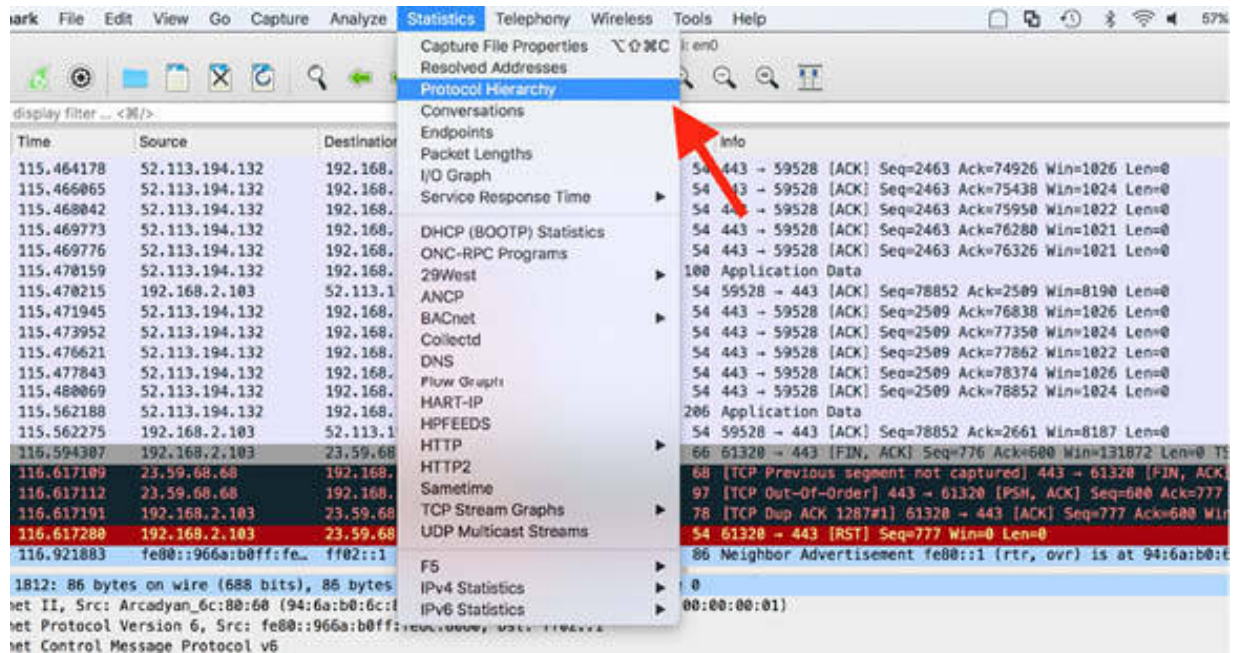 ark File Edit View Go Capture Analyze Statistics Telephony Wireless Tools Help 57%
Capture File Properties ⌥⇧⌘C : en0
Resolved Addresses
Protocol Hierarchy
display filter ... <⌘/>
Conversations
Endpoints
Packet Lengths
I/O Graph
Service Response Time
DHCP (BOOTP) Statistics
ONC-RPC Programs
29West
ANCP
BACnet
Collectd
DNS
Flow Graph
HART-IP
HPFEEDS
HTTP
HTTP2
Sametime
TCP Stream Graphs
UDP Multicast Streams
F5
IPv4 Statistics
IPv6 Statistics
Time Source Destination Info
115.464178 52.113.194.132 192.168. 54 443 → 59528 [ACK] Seq=2463 Ack=74926 Win=1026 Len=0
115.466065 52.113.194.132 192.168. 54 443 → 59528 [ACK] Seq=2463 Ack=75438 Win=1024 Len=0
115.468042 52.113.194.132 192.168. 54 443 → 59528 [ACK] Seq=2463 Ack=75950 Win=1022 Len=0
115.469773 52.113.194.132 192.168. 54 443 → 59528 [ACK] Seq=2463 Ack=76280 Win=1021 Len=0
115.469776 52.113.194.132 192.168. 54 443 → 59528 [ACK] Seq=2463 Ack=76326 Win=1021 Len=0
115.470159 52.113.194.132 192.168. 100 Application Data
115.470215 192.168.2.103 52.113.1 54 59528 → 443 [ACK] Seq=78852 Ack=2509 Win=8190 Len=0
115.471945 52.113.194.132 192.168. 54 443 → 59528 [ACK] Seq=2509 Ack=76838 Win=1026 Len=0
115.473952 52.113.194.132 192.168. 54 443 → 59528 [ACK] Seq=2509 Ack=77350 Win=1024 Len=0
115.476621 52.113.194.132 192.168. 54 443 → 59528 [ACK] Seq=2509 Ack=77862 Win=1022 Len=0
115.477843 52.113.194.132 192.168. 54 443 → 59528 [ACK] Seq=2509 Ack=78374 Win=1026 Len=0
115.480069 52.113.194.132 192.168. 54 443 → 59528 [ACK] Seq=2509 Ack=78852 Win=1024 Len=0
115.562188 52.113.194.132 192.168. 206 Application Data
115.562275 192.168.2.103 52.113.1 54 59528 → 443 [ACK] Seq=78852 Ack=2661 Win=8187 Len=0
116.594307 192.168.2.103 23.59.68 66 61320 → 443 [FIN, ACK] Seq=776 Ack=600 Win=131872 Len=0 TS
116.617109 23.59.68.68 192.168. 68 [TCP Previous segment not captured] 443 → 61320 [FIN, ACK]
116.617112 23.59.68.68 192.168. 97 [TCP Out-Of-Order] 443 → 61320 [PSH, ACK] Seq=600 Ack=777
116.617191 192.168.2.103 23.59.68 78 [TCP Dup ACK 1287#1] 61320 → 443 [ACK] Seq=777 Ack=600 Win
116.617280 192.168.2.103 23.59.68 54 61320 → 443 [RST] Seq=777 Win=0 Len=0
116.921883 fe80::966a:b0ff:fe… ff02::1 86 Neighbor Advertisement fe80::1 (rtr, ovr) is at 94:6a:b0:6
1812: 86 bytes on wire (688 bits), 86 bytes 0
net II, Src: Arcadyan_6c:80:60 (94:6a:b0:6c:8 00:00:00:01)
net Protocol Version 6, Src: fe80::966a:b0ff:
net Control Message Protocol v6